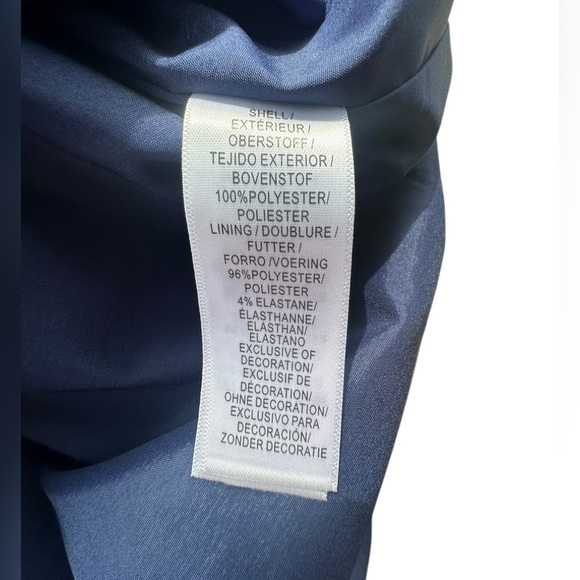 SHELL/
EXTÉRIEUR/
OBERSTOFF/
TEJIDO EXTERIOR/
BOVENSTOF
100%POLYESTER/
POLIESTER
LINING/DOUBLURE/
FUTTER/
FORRO/VOERING
96%POLYESTER/
POLIESTER
4% ELASTANE/
ÉLASTHANNE/
ELASTHAN/
ELASTANO
EXCLUSIVE OF
DECORATION/
EXCLUSIF DE
DÉCORATION/
OHNE DECORATION/
EXCLUSIVO PARA
DECORACIÓN/
ZONDER DECORATIE